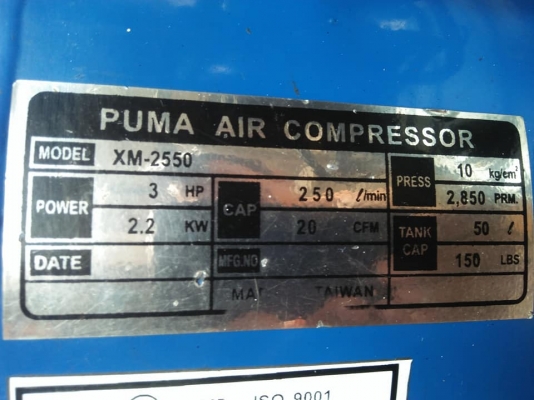 PUMA AIR COMPRESSOR
MODEL XM-2550
POWER 3 HP
2.2 KW
CAP 250 ℓ/min
20 CFM
PRESS 10 kg/cm²
2,850 PRM.
TANK CAP 50 ℓ
150 LBS
DATE
MFG.NO
TAIWAN
ISO 9001